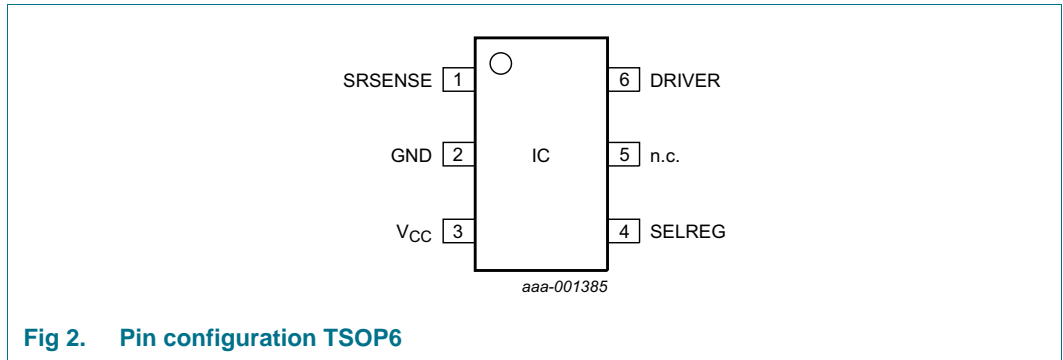 SRSENSE 1 6 DRIVER
GND 2 IC 5 n.c.
VCC 3 4 SELREG
aaa-001385
Fig 2. Pin configuration TSOP6